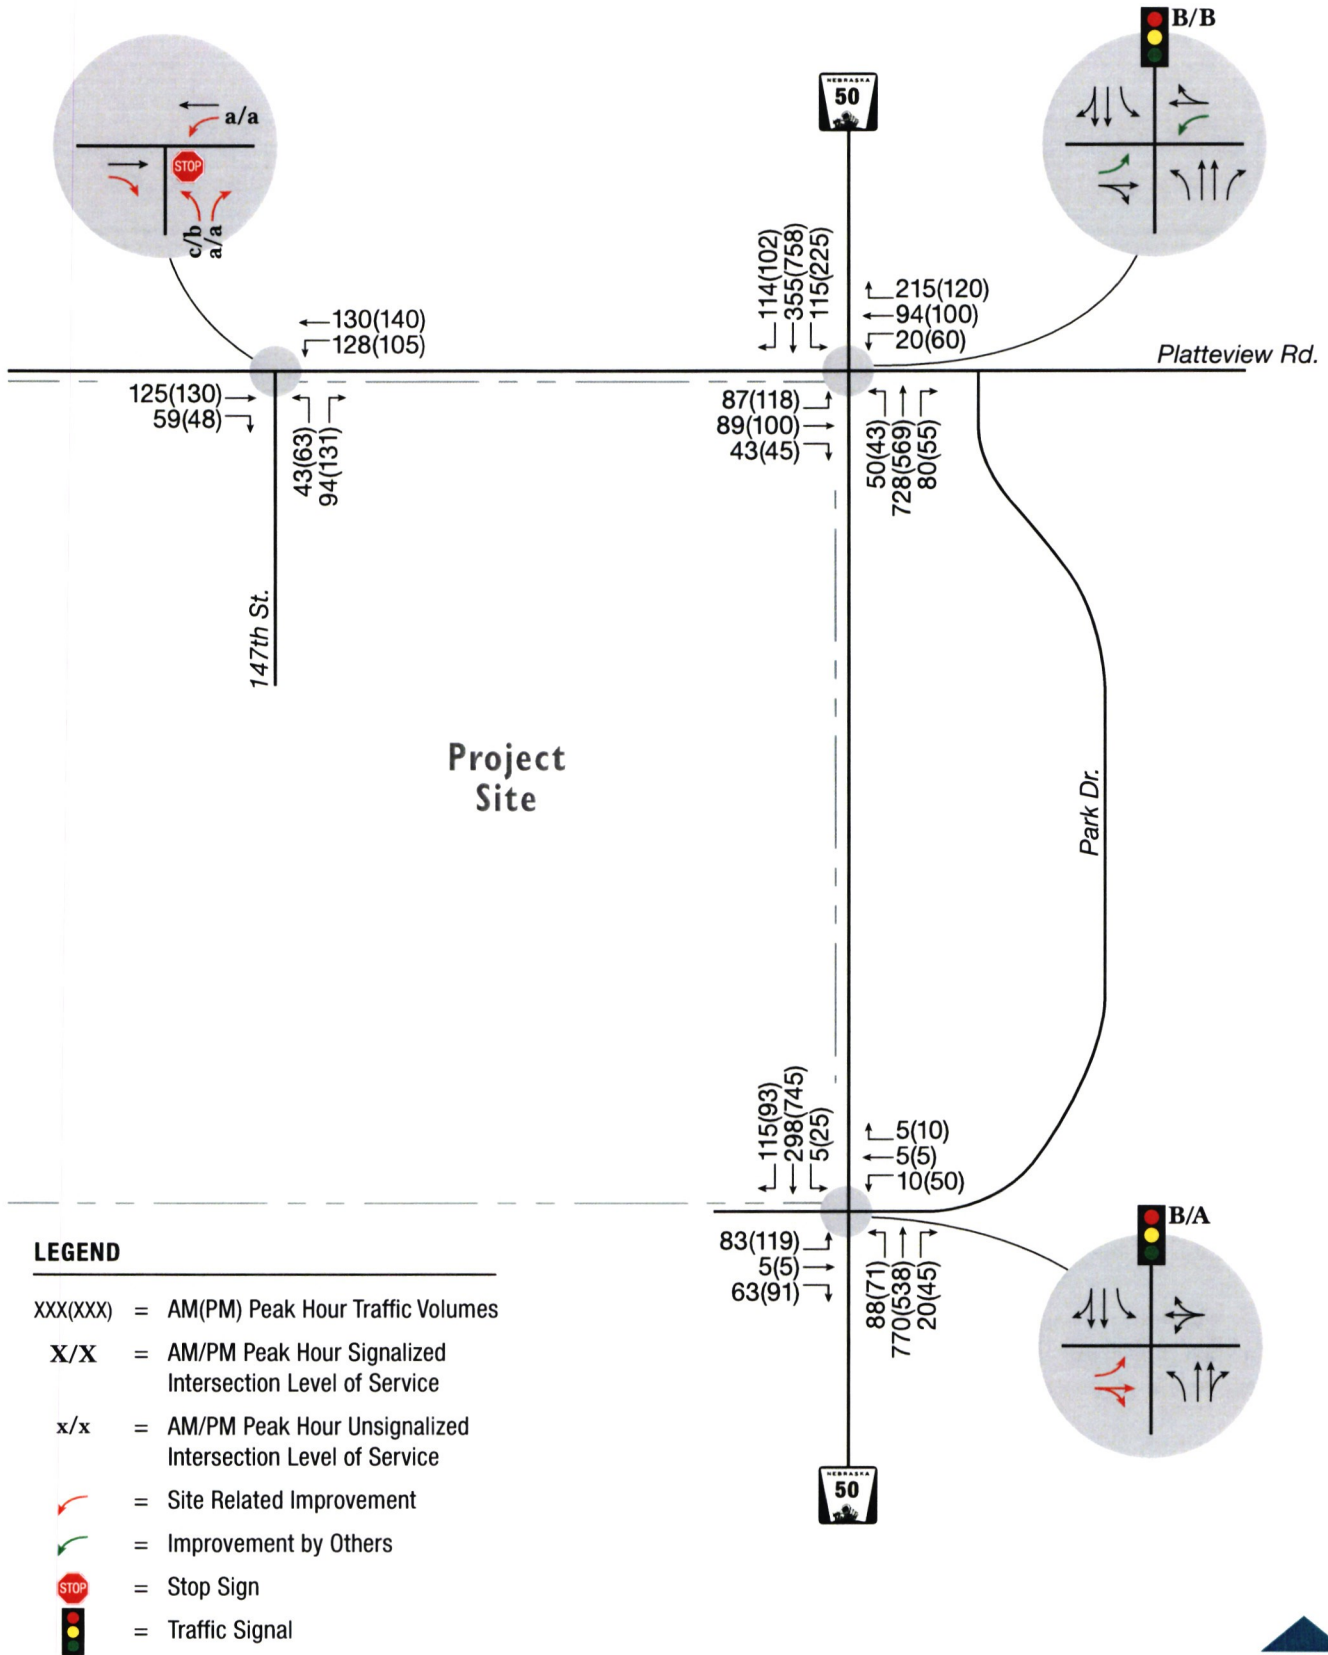 B/B
NEBRASKA
50
a/a
STOP
c/b
a/a
114(102)
355(758)
115(225)
215(120)
94(100)
20(60)
130(140)
128(105)
Platteview Rd.
125(130)
59(48)
43(63)
94(131)
87(118)
89(100)
43(45)
50(43)
728(569)
80(55)
147th St.
Project
Site
Park Dr.
115(93)
298(745)
5(25)
5(10)
5(5)
10(50)
B/A
83(119)
5(5)
63(91)
88(71)
770(538)
20(45)
NEBRASKA
50
LEGEND
XXX(XXX) = AM(PM) Peak Hour Traffic Volumes
X/X = AM/PM Peak Hour Signalized
Intersection Level of Service
x/x = AM/PM Peak Hour Unsignalized
Intersection Level of Service
= Site Related Improvement
= Improvement by Others
STOP = Stop Sign
= Traffic Signal